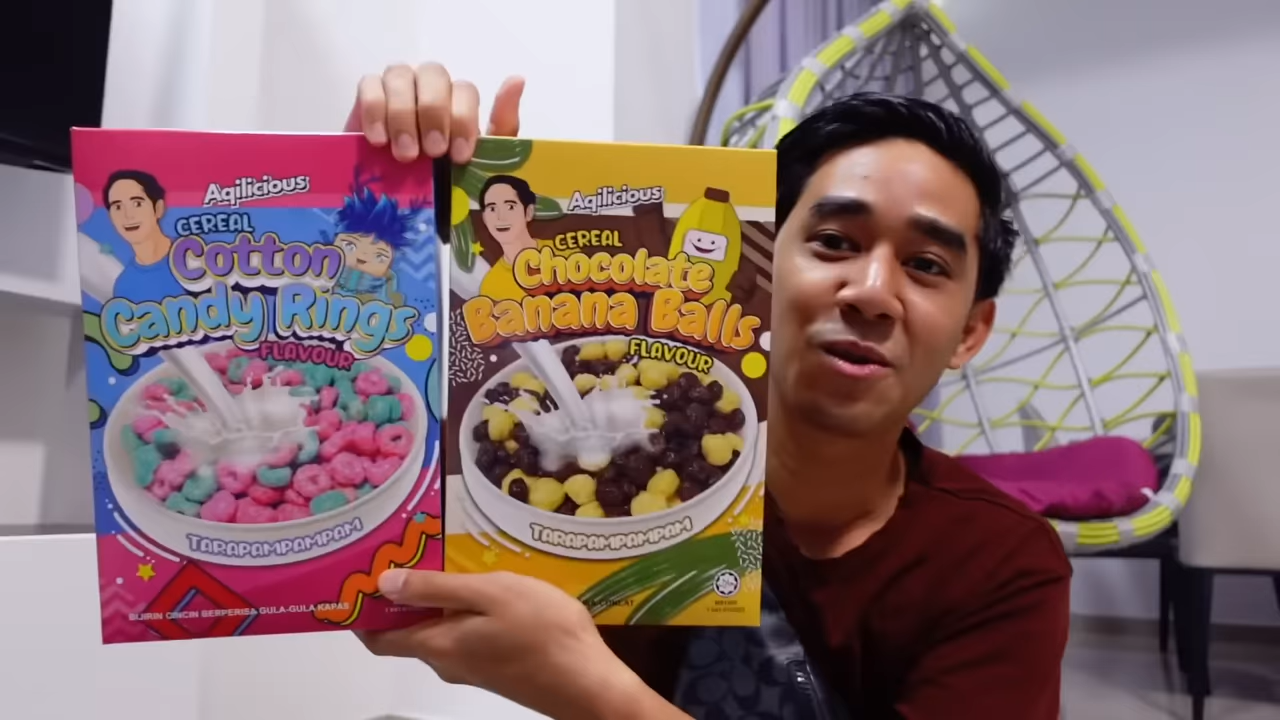 Aqilicious
CEREAL
Cotton
Candy Rings
FLAVOUR
TARAPAMPAMPAM
BIJIRIN CINCIN BERPERISA GULA-GULA KAPAS
Aqilicious
CEREAL
Chocolate
Banana Balls
FLAVOUR
TARAPAMPAMPAM